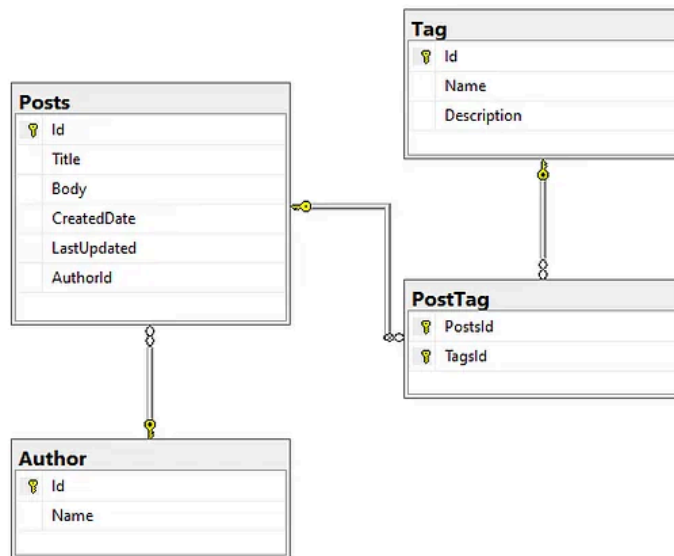 Tag
Id
Name
Description
Posts
Id
Title
Body
CreatedDate
LastUpdated
AuthorId
PostTag
PostsId
TagsId
Author
Id
Name